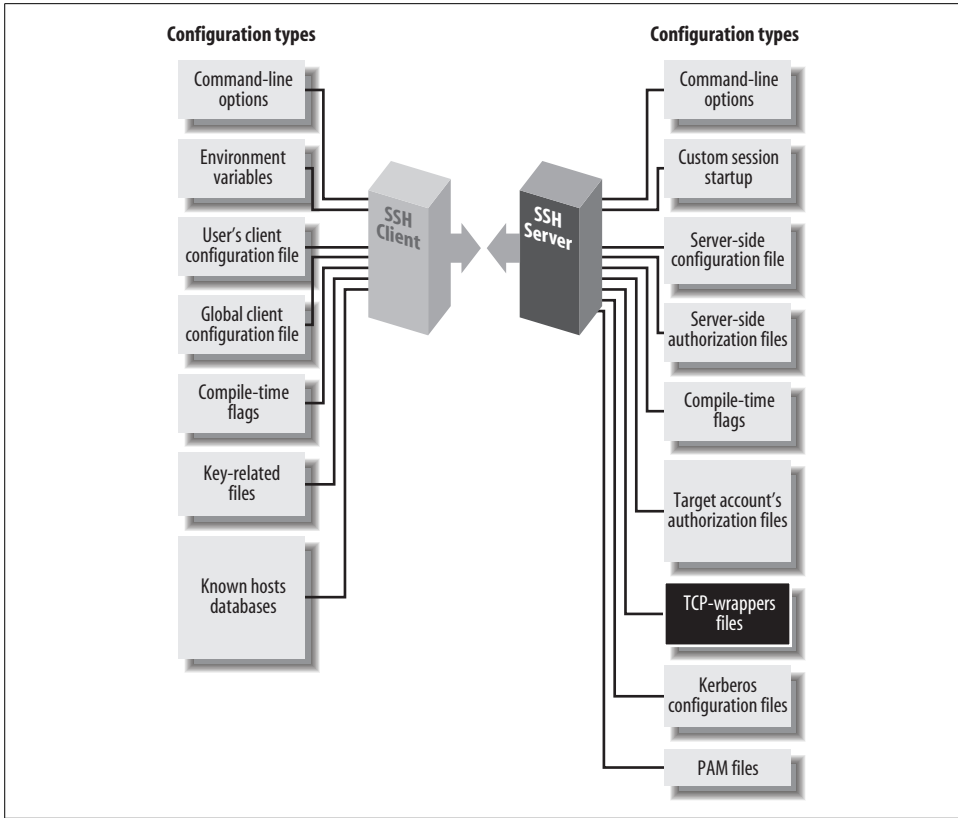 Configuration types
Command-line
options
Environment
variables
User's client
configuration file
Global client
configuration file
Compile-time
flags
Key-related
files
Known hosts
databases
SSH
Client
SSH
Server
Configuration types
Command-line
options
Custom session
startup
Server-side
configuration file
Server-side
authorization files
Compile-time
flags
Target account's
authorization files
TCP-wrappers
files
Kerberos
configuration files
PAM files